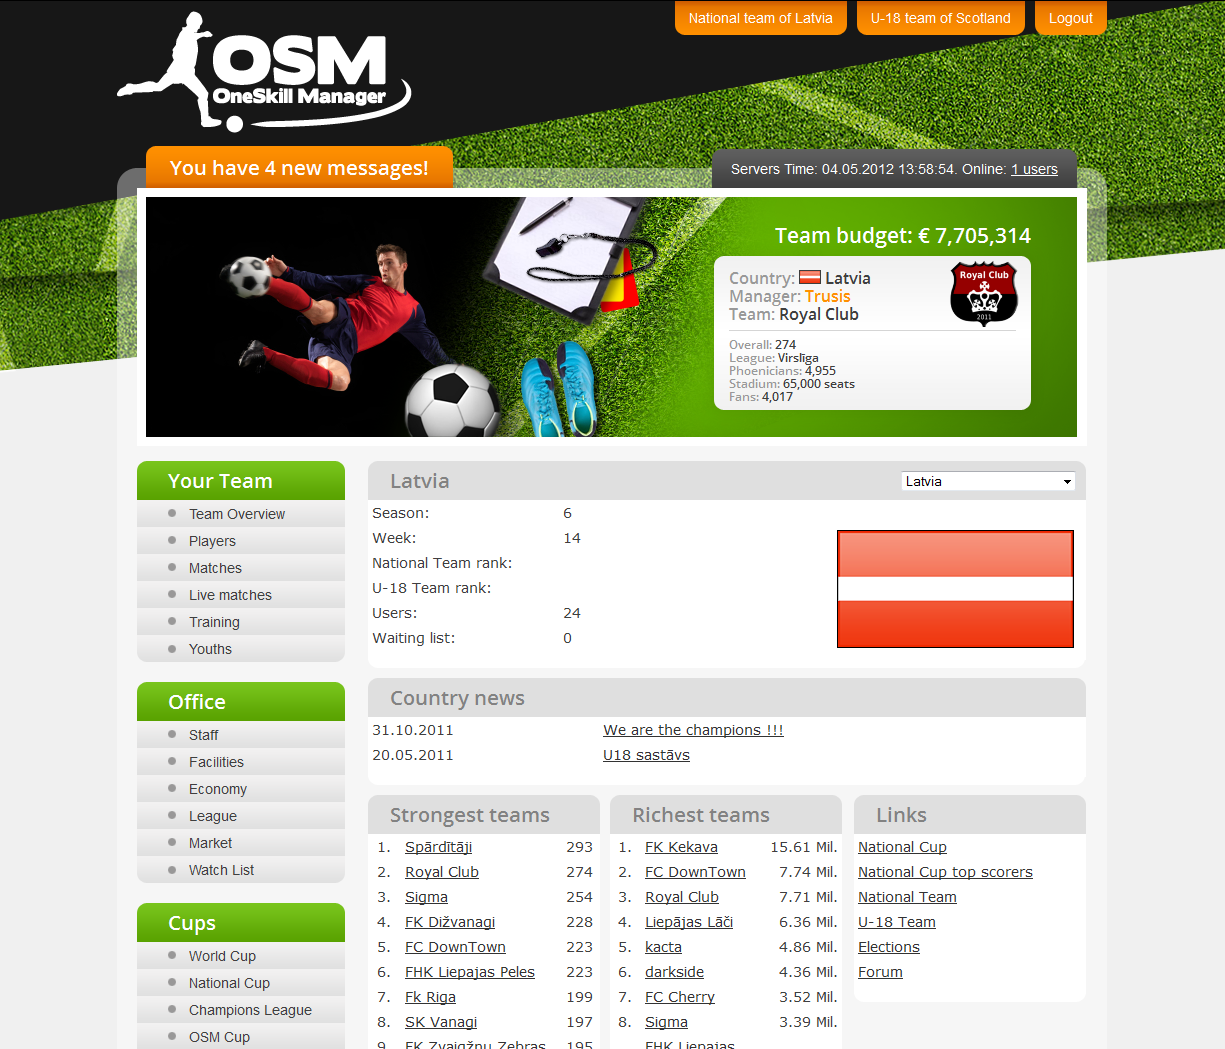 National team of Latvia
U-18 team of Scotland
Logout
OSM
OneSkill Manager
You have 4 new messages!
Servers Time: 04.05.2012 13:58:54. Online: 1 users
Team budget: € 7,705,314
Country: Latvia
Manager: Trusis
Team: Royal Club
Royal Club
2011
Overall: 274
League: Virslīga
Phoenicians: 4,955
Stadium: 65,000 seats
Fans: 4,017
Your Team
Team Overview
Players
Matches
Live matches
Training
Youths
Office
Staff
Facilities
Economy
League
Market
Watch List
Cups
World Cup
National Cup
Champions League
OSM Cup
Latvia
Latvia
Season: 6
Week: 14
National Team rank:
U-18 Team rank:
Users: 24
Waiting list: 0
Country news
31.10.2011 We are the champions !!!
20.05.2011 U18 sastāvs
Strongest teams
1. Spārdītāji 293
2. Royal Club 274
3. Sigma 254
4. FK Dižvanagi 228
5. FC DownTown 223
6. FHK Liepajas Peles 223
7. Fk Riga 199
8. SK Vanagi 197
9. FK Zvaigžņu Zebras 195
Richest teams
1. FK Kekava 15.61 Mil.
2. FC DownTown 7.74 Mil.
3. Royal Club 7.71 Mil.
4. Liepājas Lāči 6.36 Mil.
5. kacta 4.86 Mil.
6. darkside 4.36 Mil.
7. FC Cherry 3.52 Mil.
8. Sigma 3.39 Mil.
FHK Liepajas
Links
National Cup
National Cup top scorers
National Team
U-18 Team
Elections
Forum